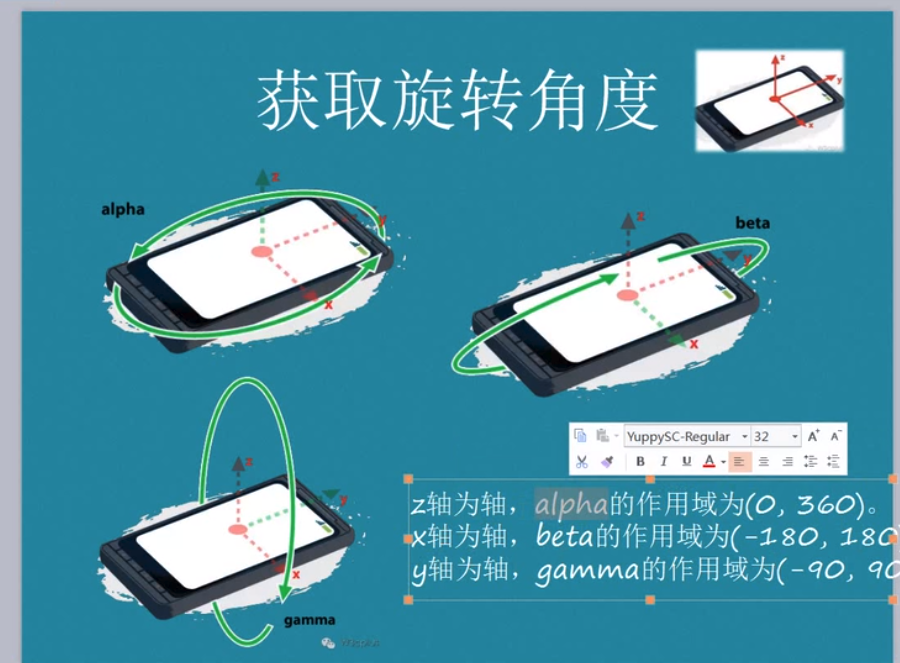 获取旋转角度
z
y
x
alpha
z
y
x
beta
z
y
x
YuppySC-Regular
32
A+
A-
B
I
U
A
z轴为轴，alpha的作用域为(0, 360)。
x轴为轴，beta的作用域为(-180, 180)
y轴为轴，gamma的作用域为(-90, 90
z
y
x
gamma